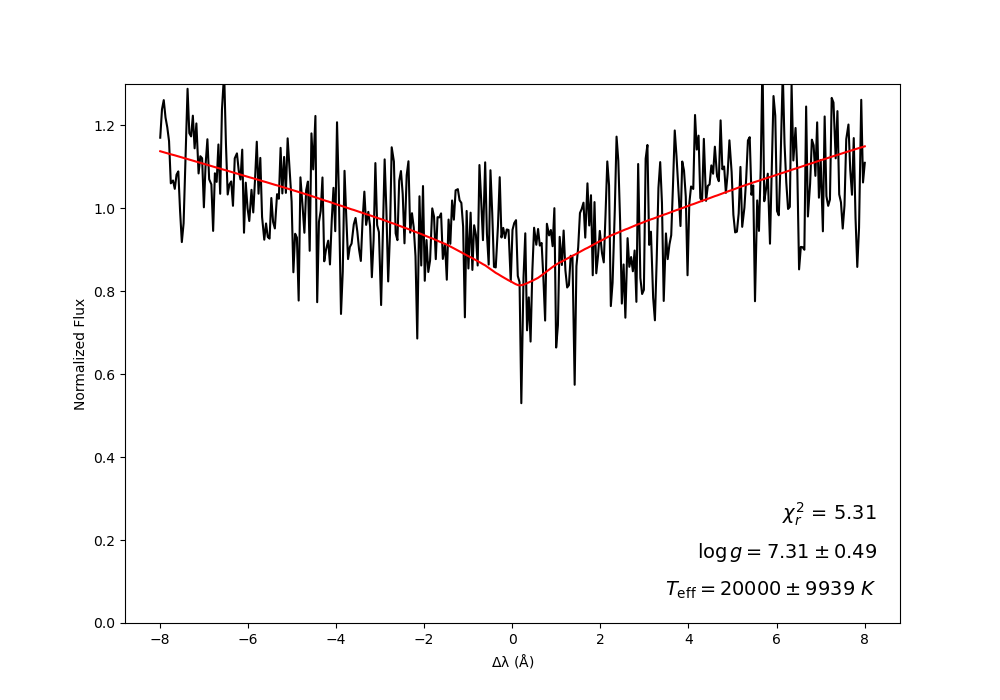 1.2
1.0
0.8
0.6
0.4
0.2
0.0
Normalized Flux
χ²ᵣ = 5.31
log g = 7.31 ± 0.49
T_eff = 20000 ± 9939 K
−8 −6 −4 −2 0 2 4 6 8
Δλ (Å)